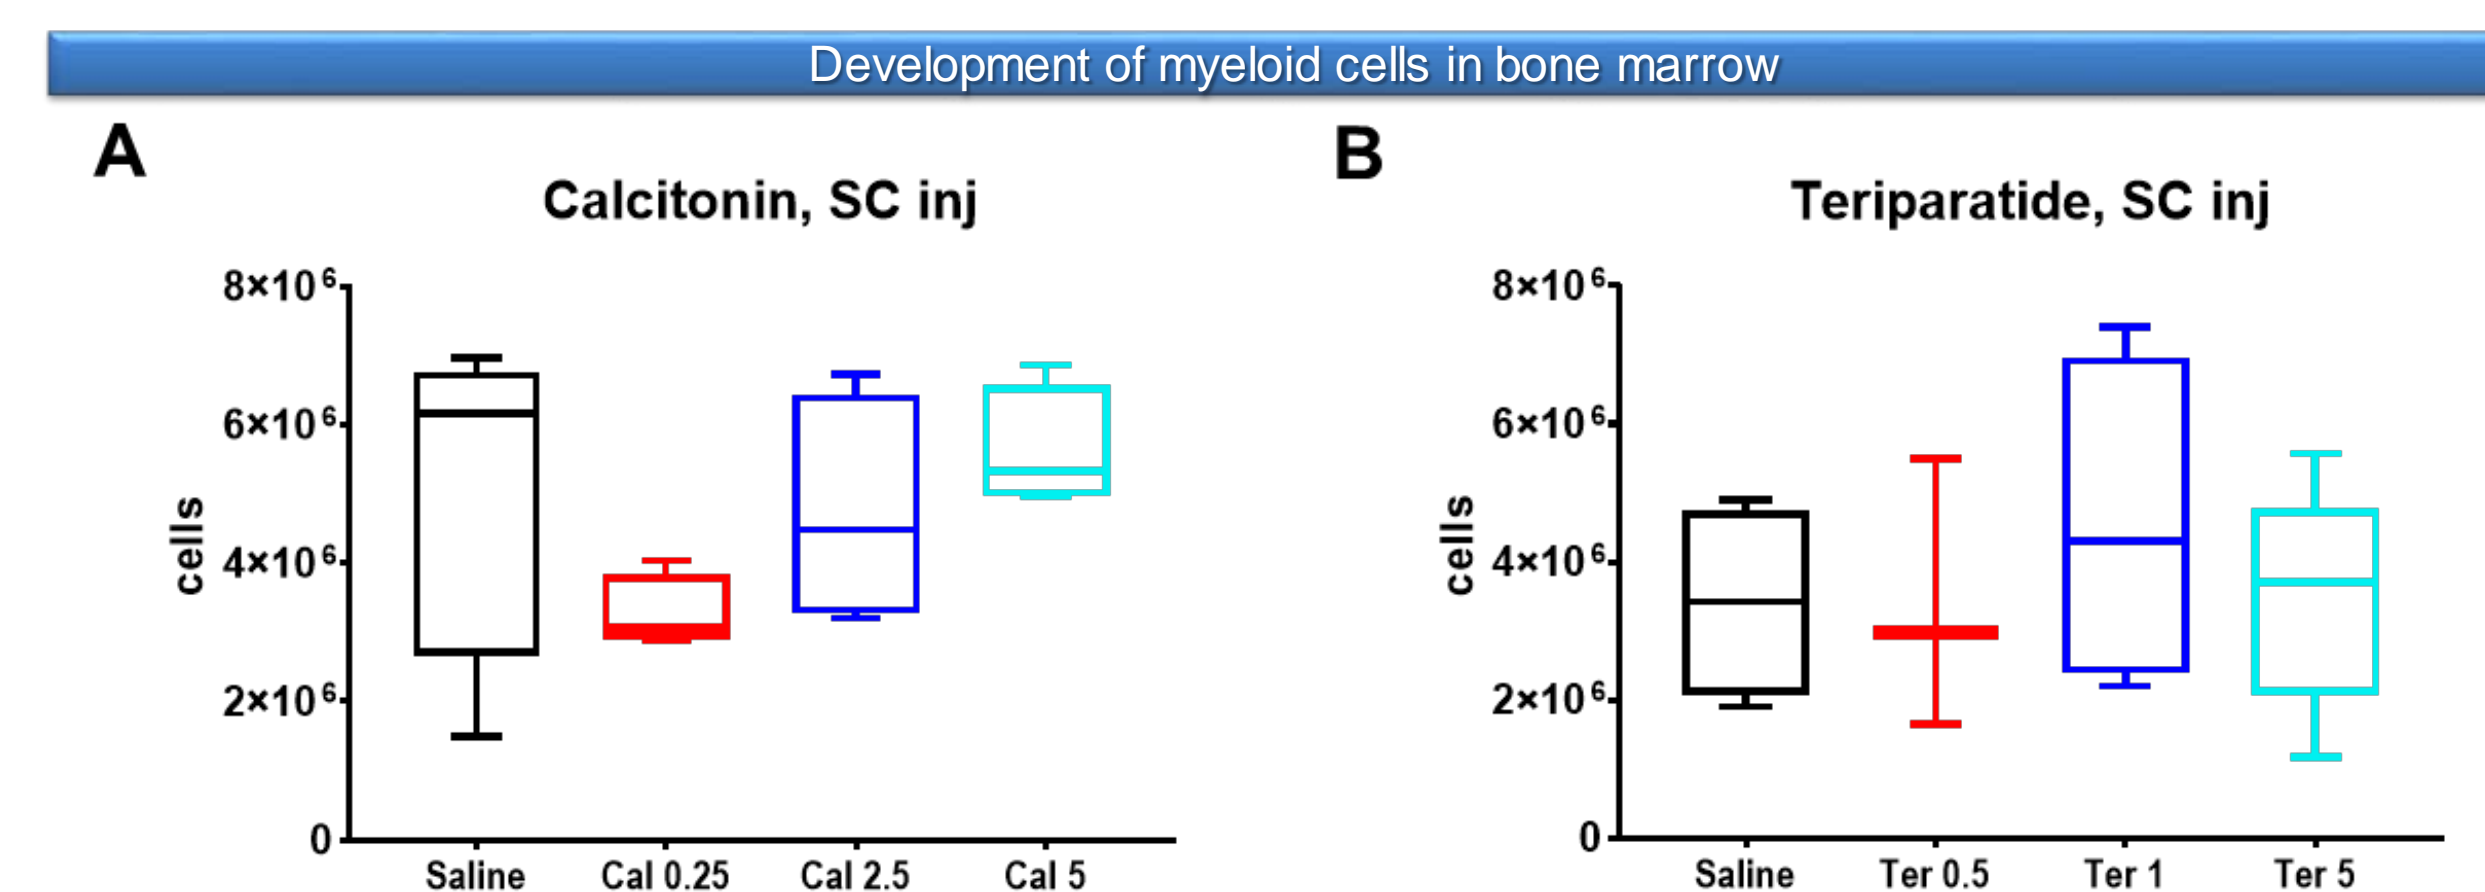 Development of myeloid cells in bone marrow
A
Calcitonin, SC inj
8×10⁶
6×10⁶
4×10⁶
2×10⁶
0
cells
Saline
Cal 0.25
Cal 2.5
Cal 5
B
Teriparatide, SC inj
8×10⁶
6×10⁶
4×10⁶
2×10⁶
0
cells
Saline
Ter 0.5
Ter 1
Ter 5